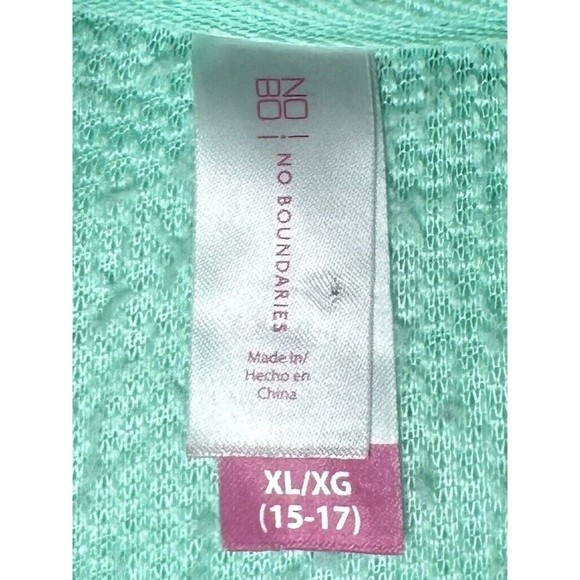 NO
BO
NO BOUNDARIES
Made in/
Hecho en
China
XL/XG
(15-17)